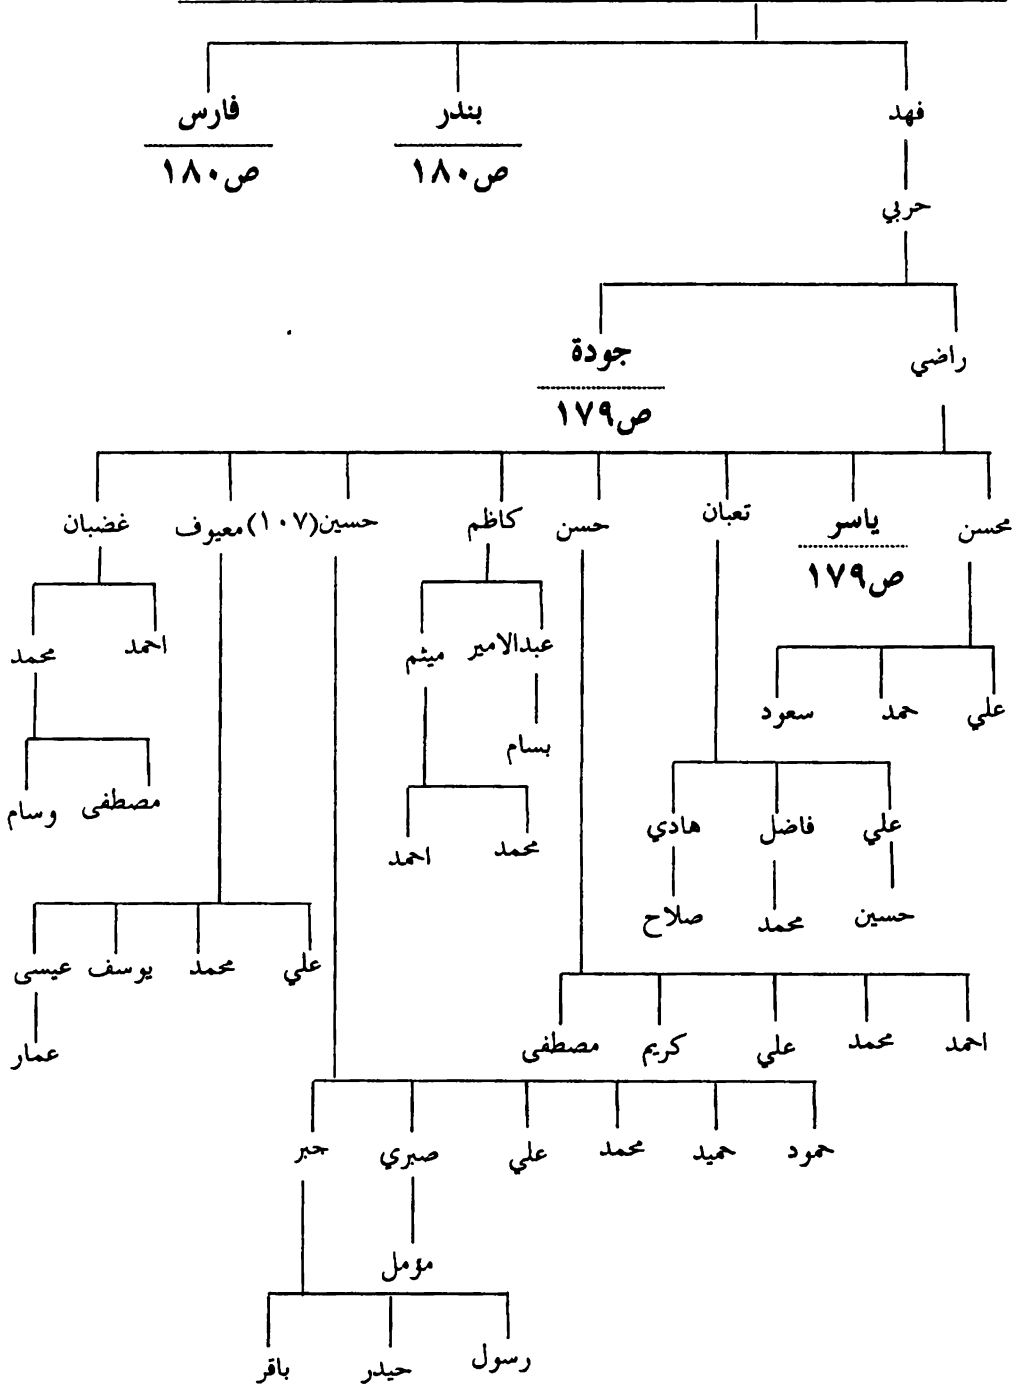 فهد بندر فارس
ص١٨٠ ص١٨٠
حربي
راضي جودة
ص١٧٩
محسن ياسر تعبان حسن كاظم حسين(١٠٧) معيوف غضبان
ص١٧٩
عبدالامير ميثم احمد محمد
علي حمد سعود
بسام
مصطفى وسام
علي فاضل هادي محمد احمد
حسين محمد صلاح
علي محمد يوسف عيسى
احمد محمد علي كريم مصطفى
عمار
حمود حميد محمد علي صبري جبر
مؤمل
رسول حيدر باقر